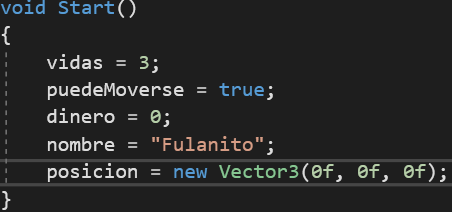 void Start()
{
vidas = 3;
puedeMoverse = true;
dinero = 0;
nombre = "Fulanito";
posicion = new Vector3(0f, 0f, 0f);
}